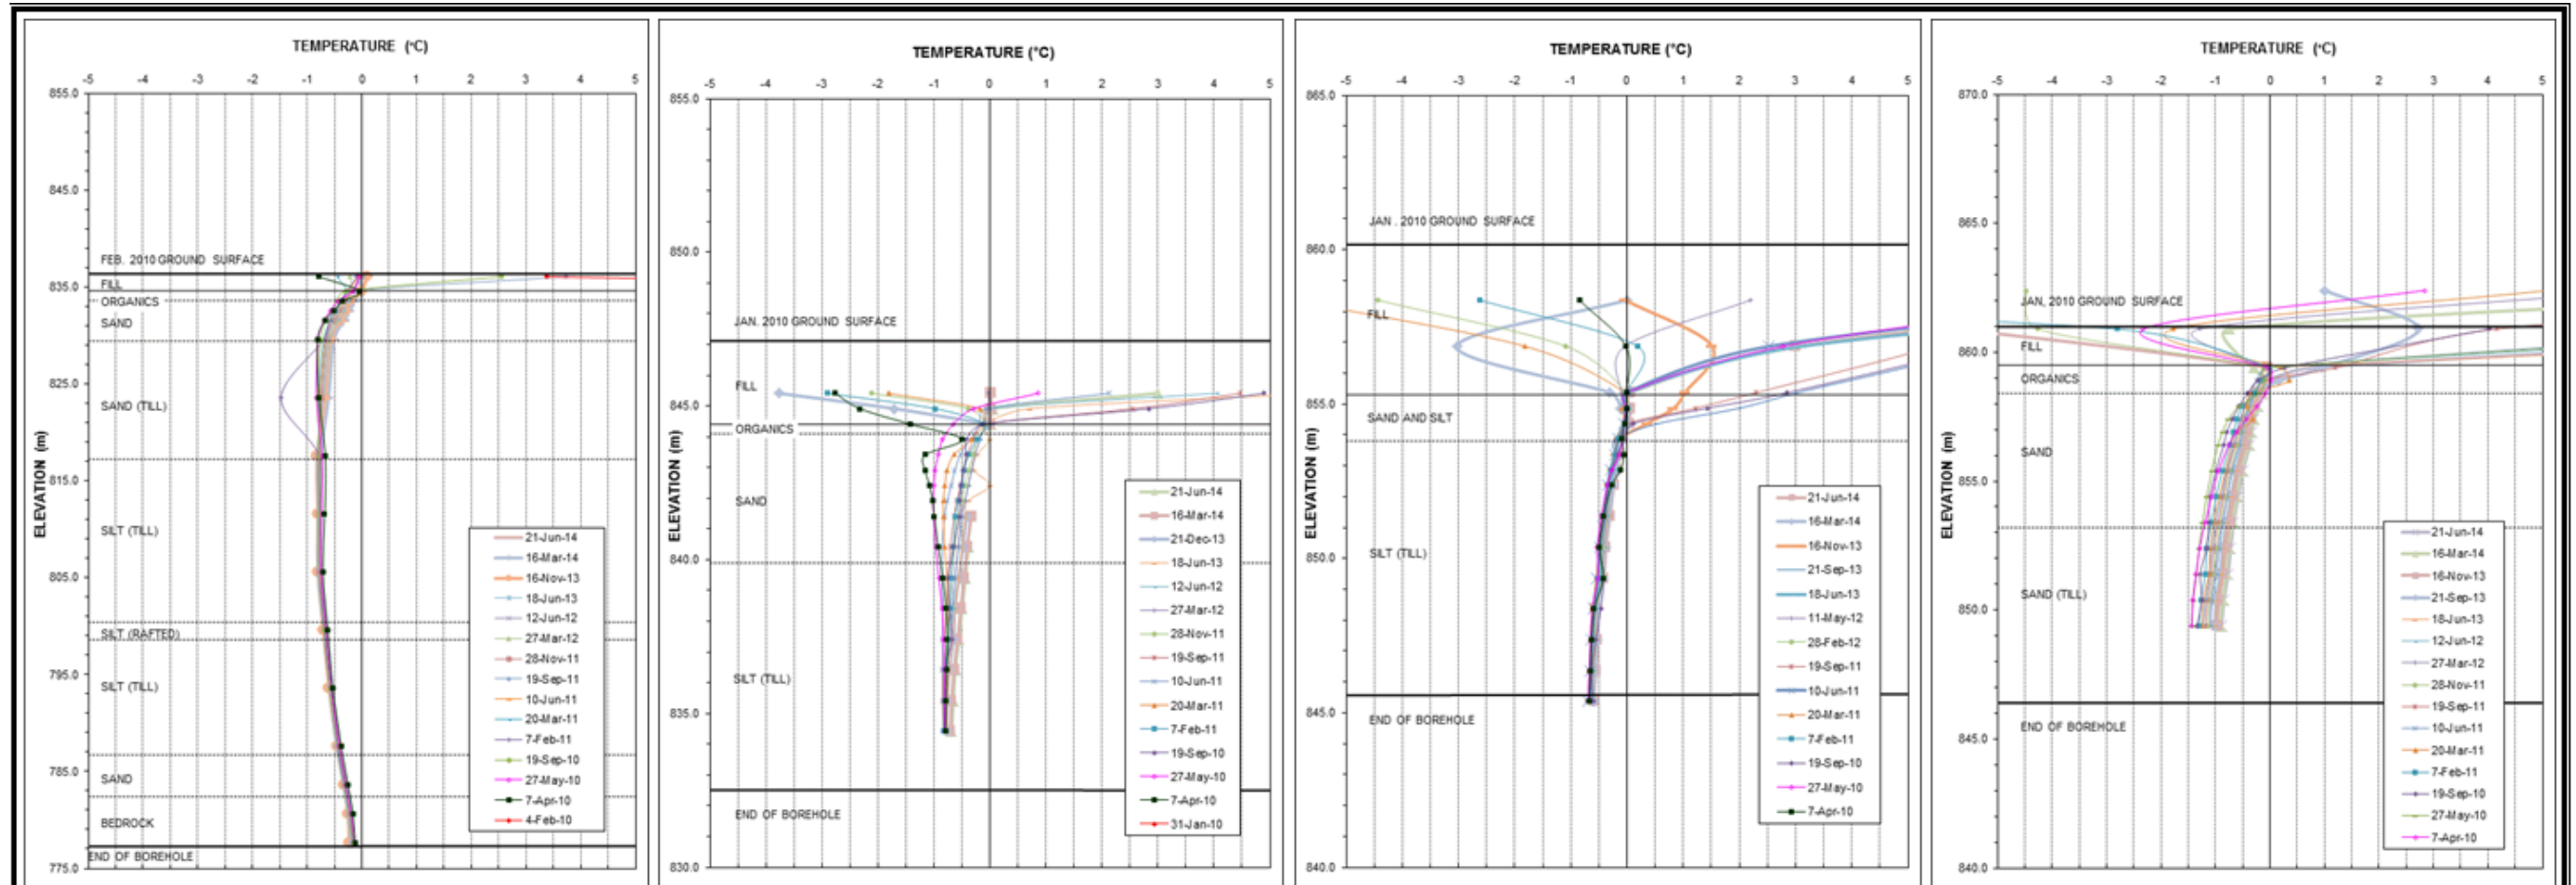 TEMPERATURE (°C)
-5 -4 -3 -2 -1 0 1 2 3 4 5
855.0
845.0
835.0
825.0
815.0
805.0
795.0
785.0
775.0
ELEVATION (m)
FEB. 2010 GROUND SURFACE
FILL
ORGANICS
SAND
SAND (TILL)
SILT (TILL)
SILT (RAFTED)
SILT (TILL)
SAND
BEDROCK
END OF BOREHOLE
21-Jun-14
16-Mar-14
16-Nov-13
18-Jun-13
12-Jun-12
27-Mar-12
28-Nov-11
19-Sep-11
10-Jun-11
20-Mar-11
7-Feb-11
19-Sep-10
27-May-10
7-Apr-10
4-Feb-10
TEMPERATURE (°C)
-5 -4 -3 -2 -1 0 1 2 3 4 5
855.0
850.0
845.0
840.0
835.0
830.0
ELEVATION (m)
JAN. 2010 GROUND SURFACE
FILL
ORGANICS
SAND
SILT (TILL)
END OF BOREHOLE
21-Jun-14
16-Mar-14
21-Dec-13
18-Jun-13
12-Jun-12
27-Mar-12
28-Nov-11
19-Sep-11
10-Jun-11
20-Mar-11
7-Feb-11
19-Sep-10
27-May-10
7-Apr-10
31-Jan-10
TEMPERATURE (°C)
-5 -4 -3 -2 -1 0 1 2 3 4 5
865.0
860.0
855.0
850.0
845.0
840.0
ELEVATION (m)
JAN . 2010 GROUND SURFACE
FILL
SAND AND SILT
SILT (TILL)
END OF BOREHOLE
21-Jun-14
16-Mar-14
16-Nov-13
21-Sep-13
18-Jun-13
11-May-12
28-Feb-12
19-Sep-11
10-Jun-11
20-Mar-11
7-Feb-11
19-Sep-10
27-May-10
7-Apr-10
TEMPERATURE (°C)
-5 -4 -3 -2 -1 0 1 2 3 4 5
870.0
865.0
860.0
855.0
850.0
845.0
840.0
ELEVATION (m)
JAN, 2010 GROUND SURFACE
FILL
ORGANICS
SAND
SAND (TILL)
END OF BOREHOLE
21-Jun-14
16-Mar-14
16-Nov-13
21-Sep-13
18-Jun-13
12-Jun-12
27-Mar-12
28-Nov-11
19-Sep-11
10-Jun-11
20-Mar-11
7-Feb-11
19-Sep-10
27-May-10
7-Apr-10